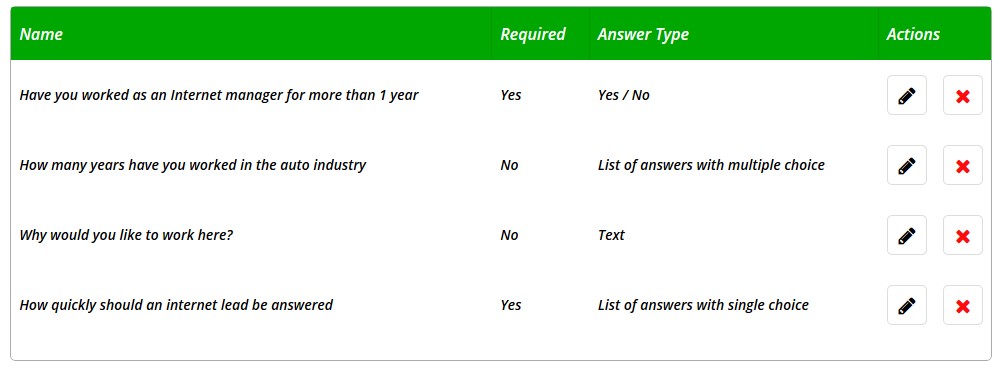 Name Required Answer Type Actions
Have you worked as an Internet manager for more than 1 year Yes Yes / No
How many years have you worked in the auto industry No List of answers with multiple choice
Why would you like to work here? No Text
How quickly should an internet lead be answered Yes List of answers with single choice